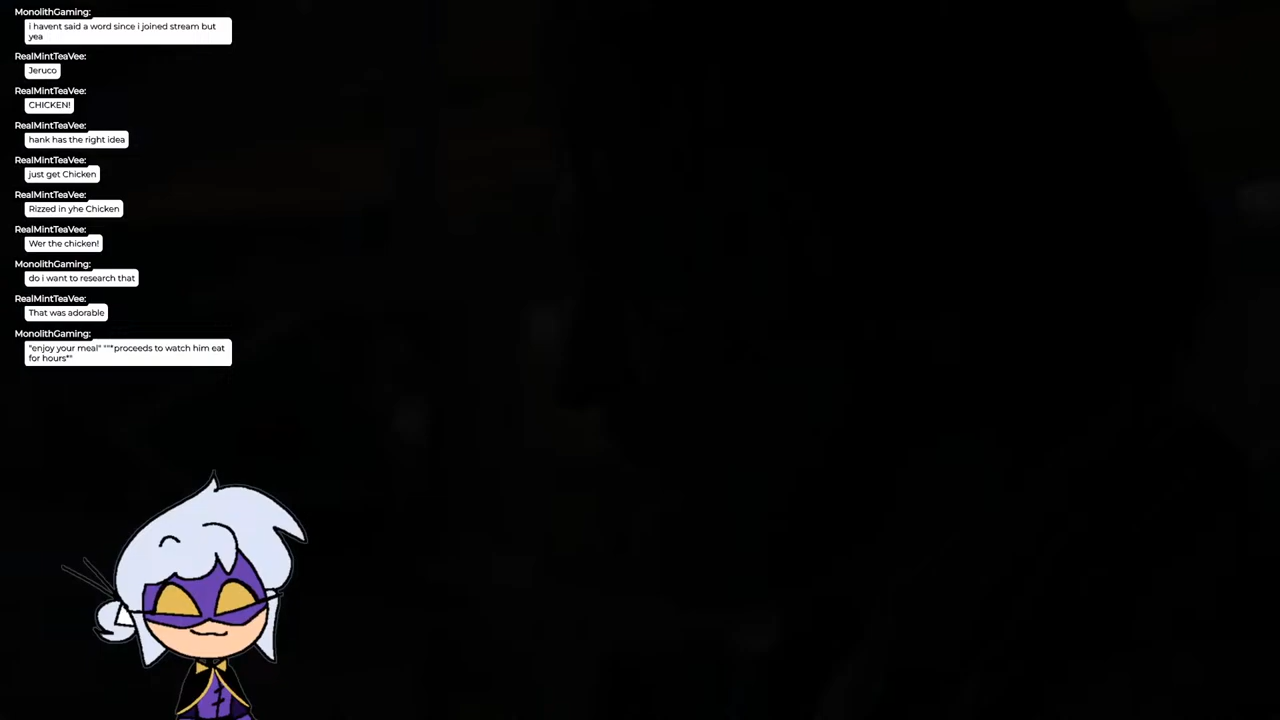 MonolithGaming:
i havent said a word since i joined stream but
yea
RealMintTeaVee:
Jeruco
RealMintTeaVee:
CHICKEN!
RealMintTeaVee:
hank has the right idea
RealMintTeaVee:
just get Chicken
RealMintTeaVee:
Rizzed in yhe Chicken
RealMintTeaVee:
Wer the chicken!
MonolithGaming:
do i want to research that
RealMintTeaVee:
That was adorable
MonolithGaming:
"enjoy your meal" ""*proceeds to watch him eat
for hours*"